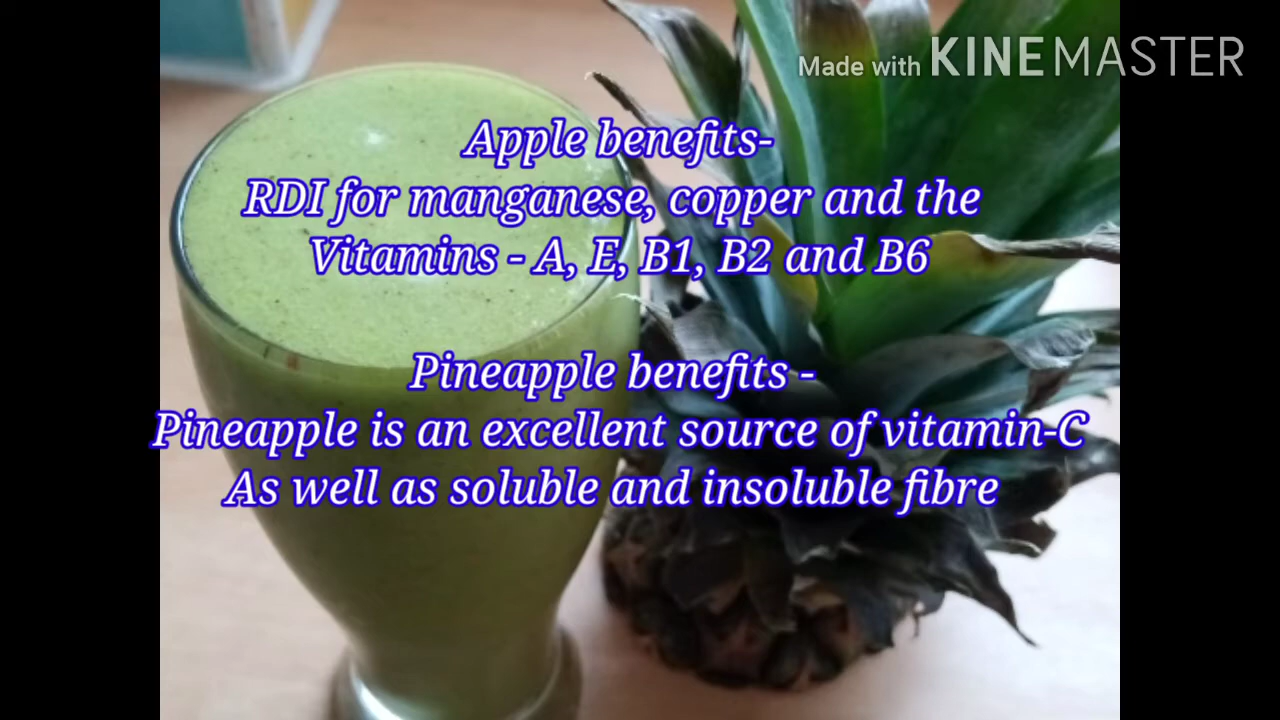 Made with KINEMASTER
Apple benefits-
RDI for manganese, copper and the
Vitamins - A, E, B1, B2 and B6
Pineapple benefits -
Pineapple is an excellent source of vitamin-C
As well as soluble and insoluble fibre